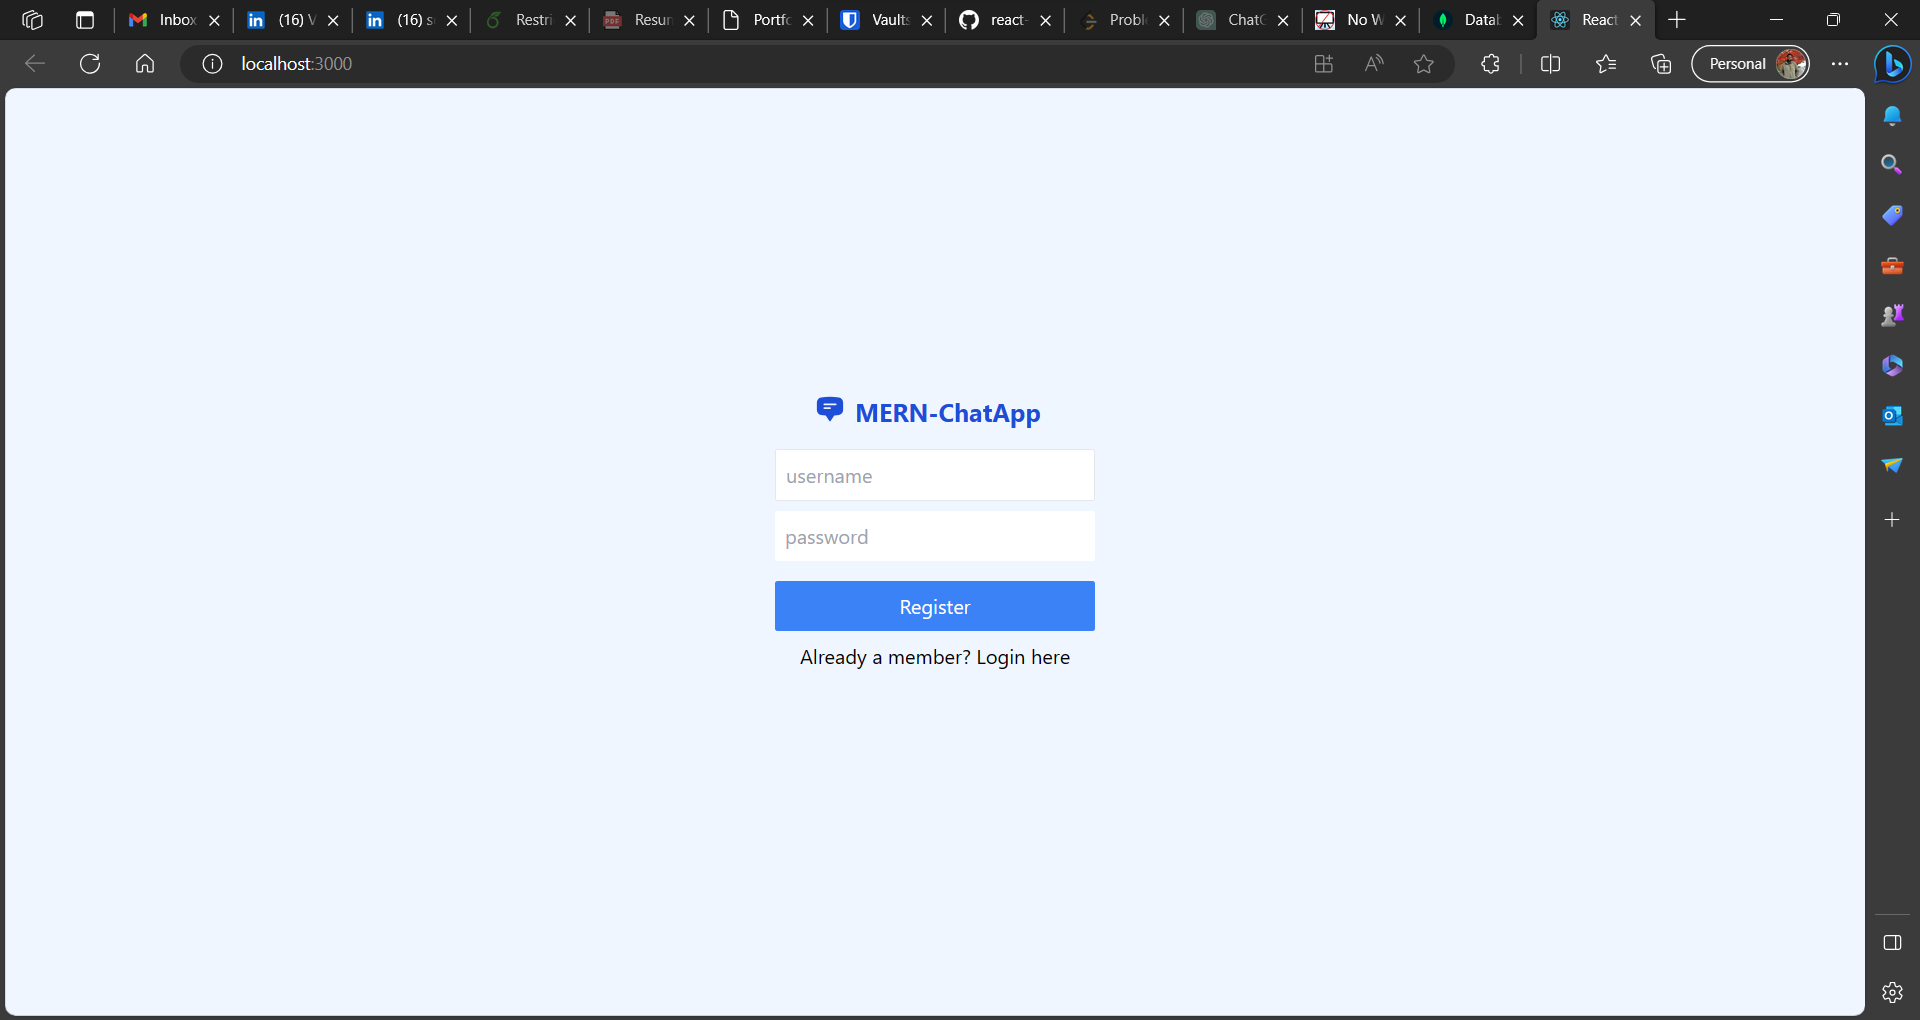 Inbox
(16) V
(16) s
Restri
Resun
Portfo
Vaults
react-
Proble
ChatG
No W
Datab
React
localhost:3000
Personal
MERN-ChatApp
username
password
Register
Already a member? Login here